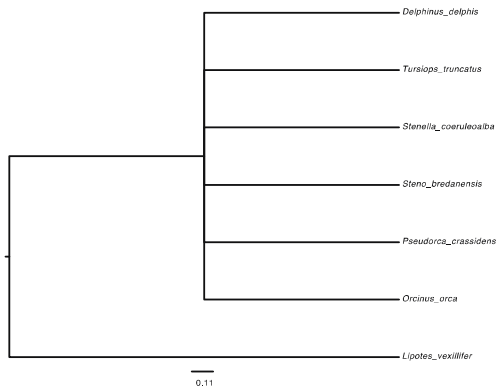 Delphinus_delphis
Tursiops_truncatus
Stenella_coeruleoalba
Steno_bredanensis
Pseudorca_crassidens
Orcinus_orca
Lipotes_vexillifer
0.11